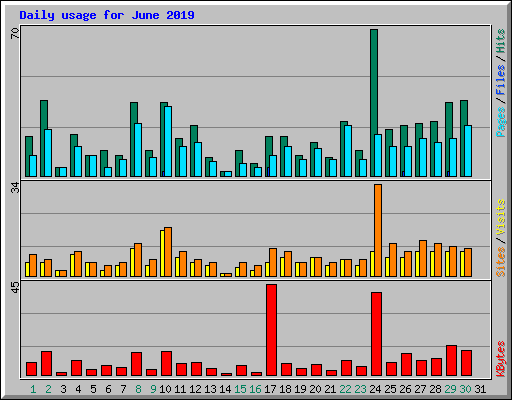 Daily usage for June 2019
70
Pages / Files / Hits
34
Sites / Visits
45
KBytes
1 2 3 4 5 6 7 8 9 10 11 12 13 14 15 16 17 18 19 20 21 22 23 24 25 26 27 28 29 30 31